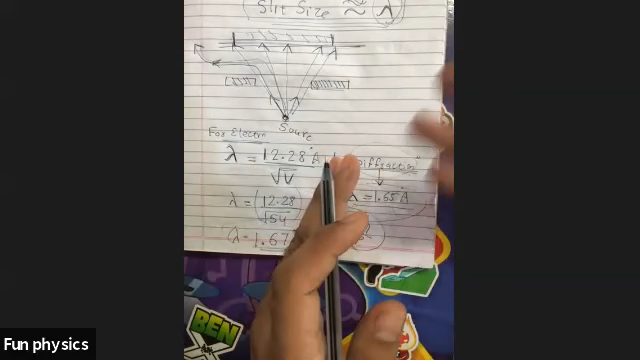 Slit Size ≈ λ
Source
For Electron
λ = 12.28 Å
√V
"Diffraction"
λ = 12.28
√54
λ = 1.65 Å
λ = 1.67
BEN
Fun physics